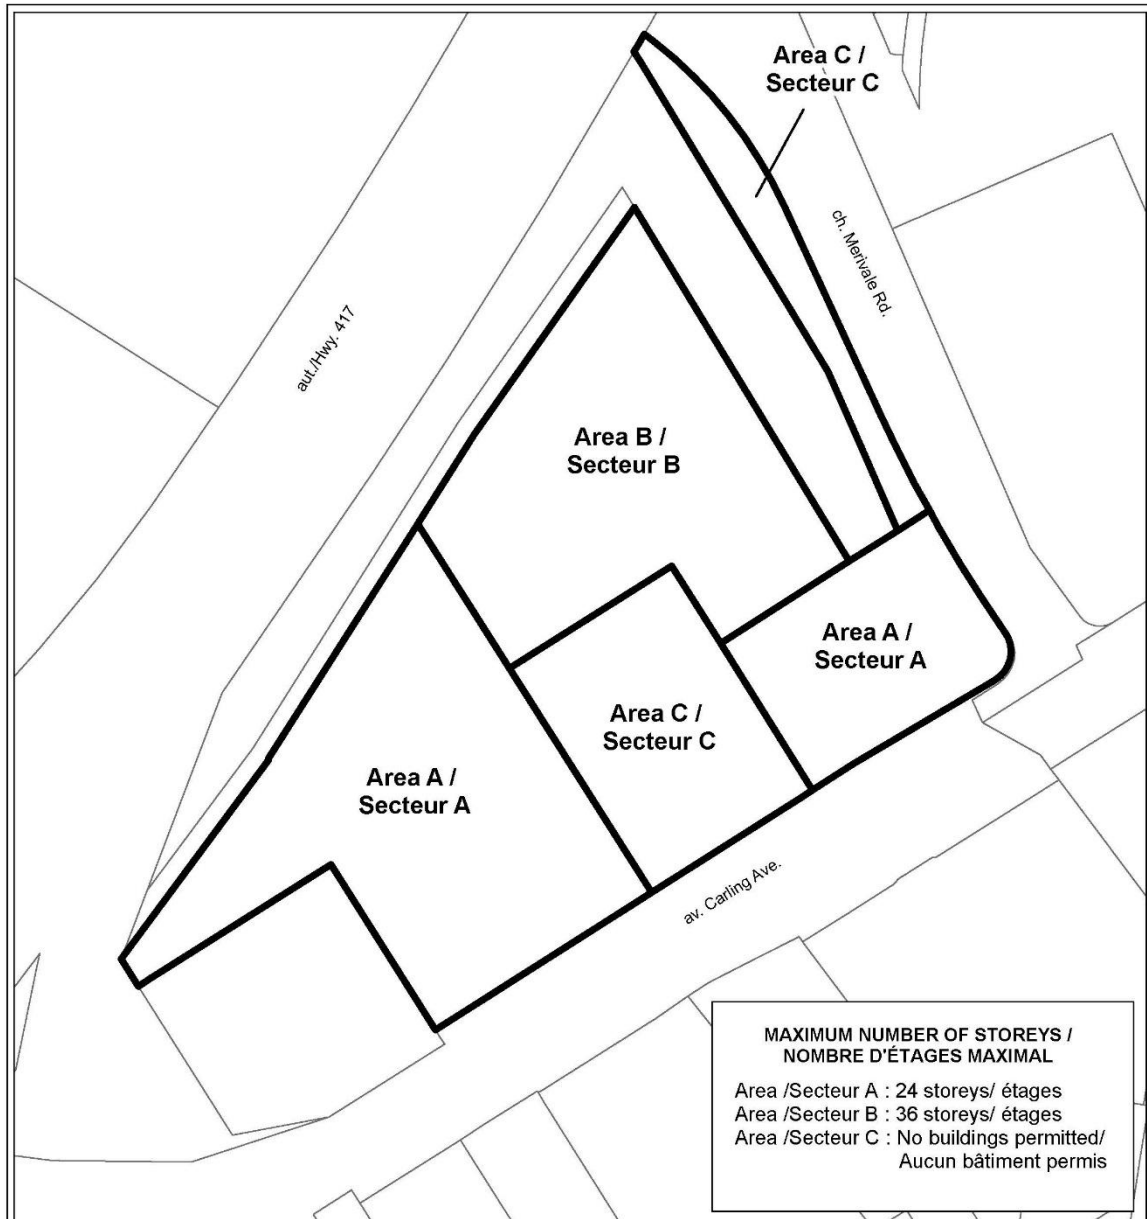 Area C /
Secteur C
ch. Merivale Rd.
aut./Hwy. 417
Area B /
Secteur B
Area A /
Secteur A
Area C /
Secteur C
Area A /
Secteur A
av. Carling Ave.
MAXIMUM NUMBER OF STOREYS /
NOMBRE D'ÉTAGES MAXIMAL
Area /Secteur A : 24 storeys/ étages
Area /Secteur B : 36 storeys/ étages
Area /Secteur C : No buildings permitted/
Aucun bâtiment permis